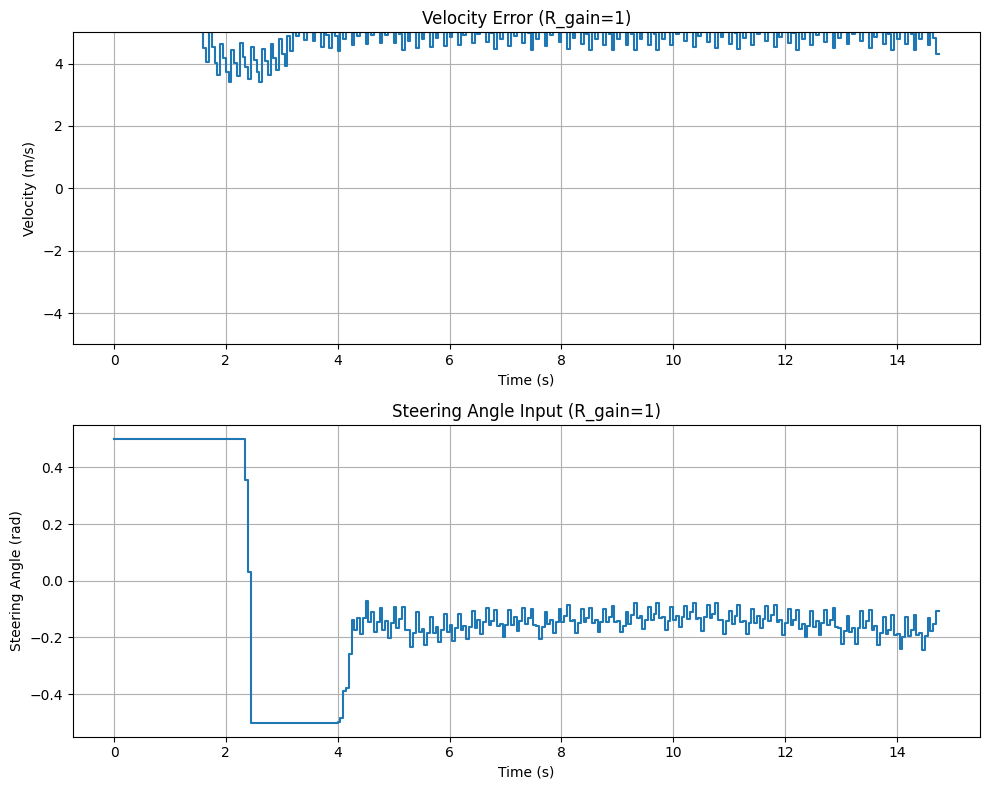 Velocity Error (R_gain=1)
Velocity (m/s)
4
2
0
−2
−4
0 2 4 6 8 10 12 14
Time (s)
Steering Angle Input (R_gain=1)
Steering Angle (rad)
0.4
0.2
0.0
−0.2
−0.4
0 2 4 6 8 10 12 14
Time (s)